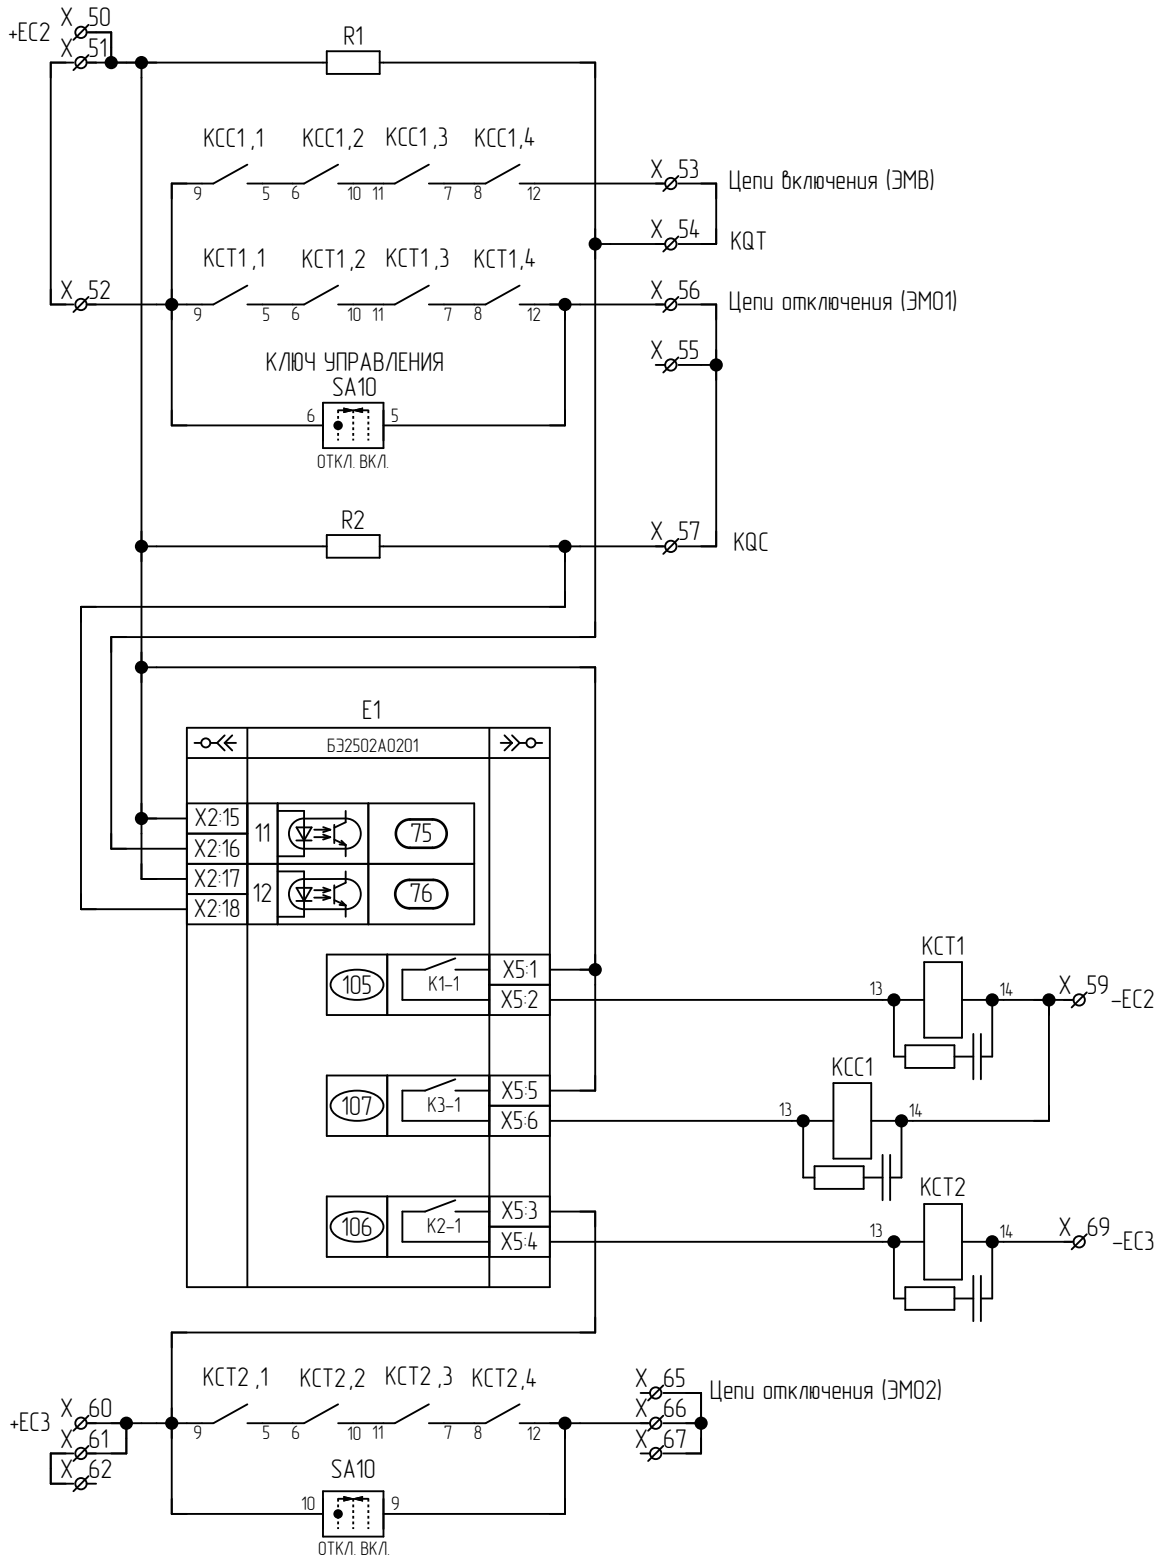 X 50
+EC2
X 51
R1
KCC1,1 KCC1,2 KCC1,3 KCC1,4
9 5 6 10 11 7 8 12
X 53
Цепи включения (ЭМВ)
X 54
KQT
KCT1,1 KCT1,2 KCT1,3 KCT1,4
X 52
9 5 6 10 11 7 8 12
X 56
Цепи отключения (ЭМО1)
X 55
КЛЮЧ УПРАВЛЕНИЯ
SA10
6 5
ОТКЛ. ВКЛ.
R2
X 57
KQC
E1
БЭ2502А0201
X2:15
11
75
X2:16
X2:17
12
76
X2:18
105
K1-1
X5:1
X5:2
KCT1
13 14
X 59
-EC2
107
K3-1
X5:5
X5:6
KCC1
13 14
106
K2-1
X5:3
X5:4
KCT2
13 14
X 69
-EC3
KCT2,1 KCT2,2 KCT2,3 KCT2,4
9 5 6 10 11 7 8 12
+EC3
X 60
X 61
X 62
X 65
X 66
X 67
Цепи отключения (ЭМО2)
SA10
10 9
ОТКЛ. ВКЛ.